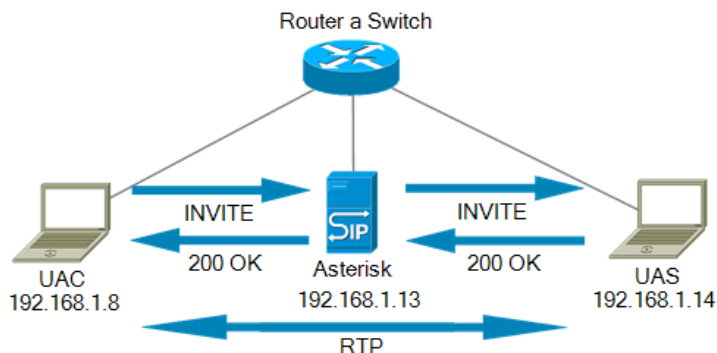 Router a Switch
INVITE
INVITE
SIP
200 OK
200 OK
UAC
Asterisk
UAS
192.168.1.8
192.168.1.13
192.168.1.14
RTP